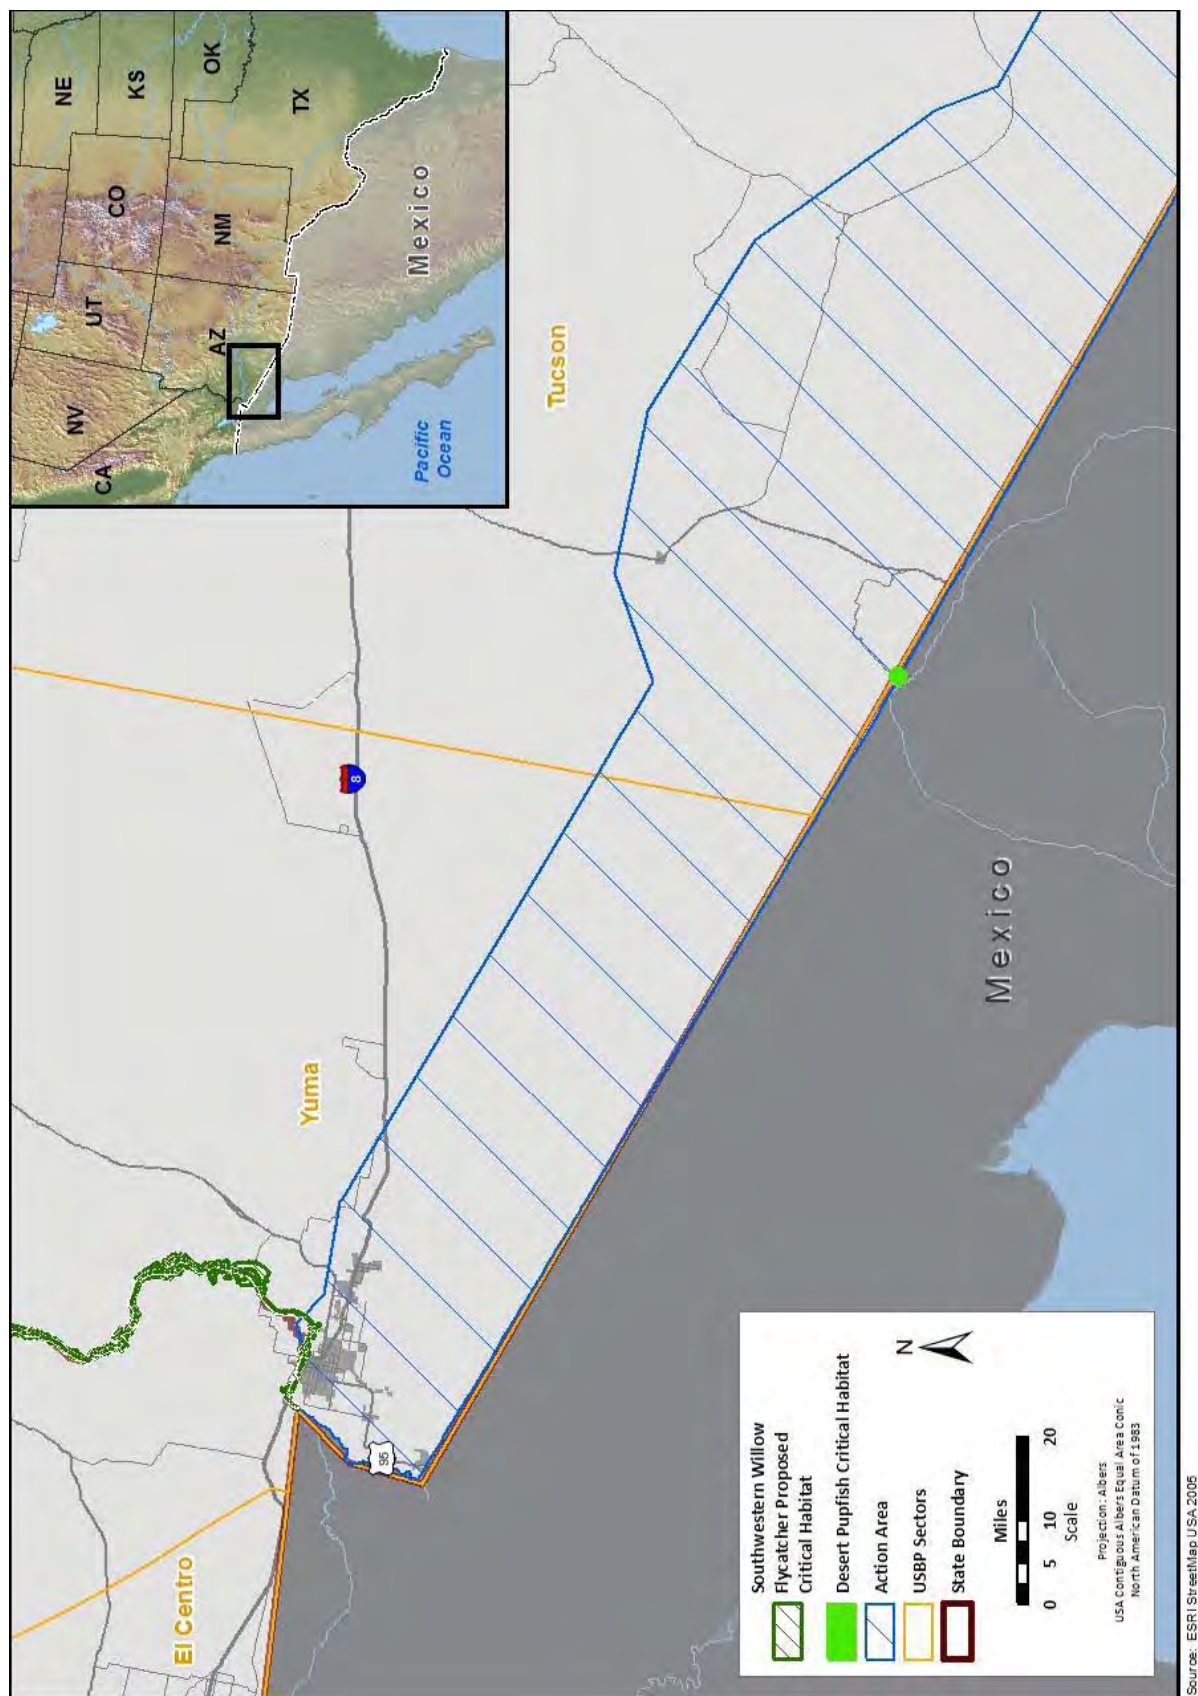 NE
KS
OK
TX
CO
NM
UT
AZ
NV
CA
Mexico
Pacific
Ocean
Tucson
Yuma
El Centro
8
95
Mexico
Southwestern Willow
Flycatcher Proposed
Critical Habitat
Desert Pupfish Critical Habitat
Action Area
USBP Sectors
State Boundary
N
Miles
0 5 10 20
Scale
Projection: Albers
USA Contiguous Albers Equal Area Conic
North American Datum of 1983
Source: ESRI StreetMap USA 2005